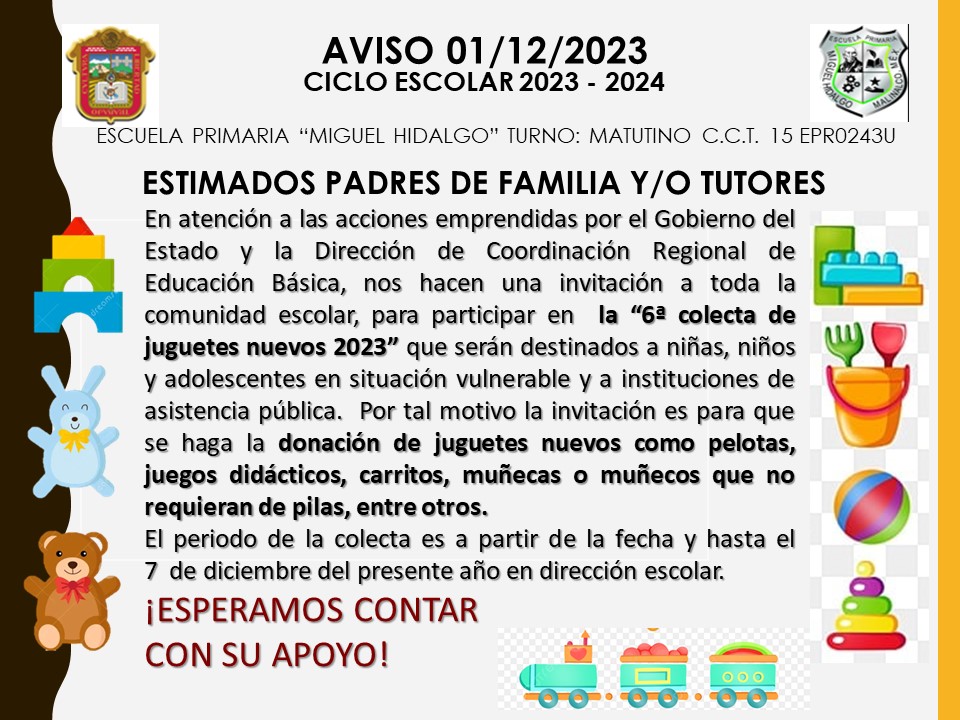 AVISO 01/12/2023
CICLO ESCOLAR 2023 - 2024
ESCUELA PRIMARIA “MIGUEL HIDALGO” TURNO: MATUTINO C.C.T. 15 EPR0243U
ESCUELA PRIMARIA
MIGUEL HIDALGO
MALINALCO, MÉX
ESTIMADOS PADRES DE FAMILIA Y/O TUTORES
En atención a las acciones emprendidas por el Gobierno del
Estado y la Dirección de Coordinación Regional de
Educación Básica, nos hacen una invitación a toda la
comunidad escolar, para participar en la “6ª colecta de
juguetes nuevos 2023” que serán destinados a niñas, niños
y adolescentes en situación vulnerable y a instituciones de
asistencia pública. Por tal motivo la invitación es para que
se haga la donación de juguetes nuevos como pelotas,
juegos didácticos, carritos, muñecas o muñecos que no
requieran de pilas, entre otros.
El periodo de la colecta es a partir de la fecha y hasta el
7 de diciembre del presente año en dirección escolar.
¡ESPERAMOS CONTAR
CON SU APOYO!